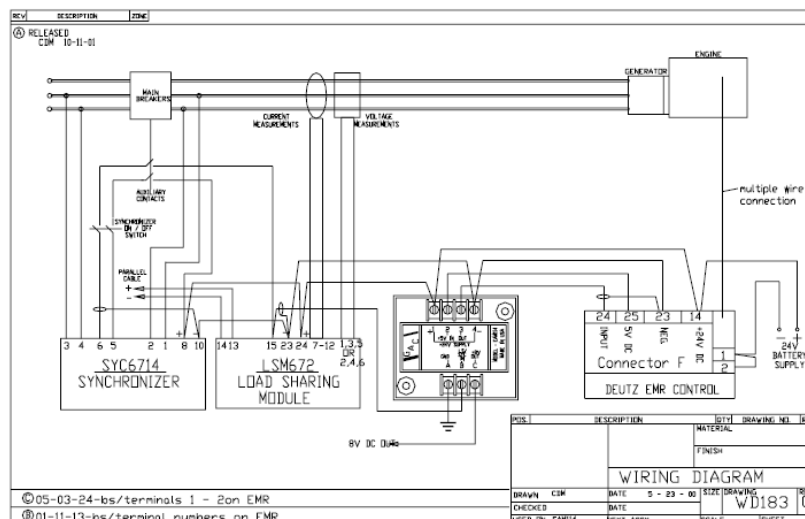 REV DESCRIPTION ZONE
A RELEASED
CDM 10-11-01
ENGINE
GENERATOR
MAIN
BREAKERS
CURRENT
MEASUREMENTS
VOLTAGE
MEASUREMENTS
multiple wire
connection
AUXILIARY
CONTACTS
SYNCHRONIZER
ON / OFF
SWITCH
PARALLEL
CABLE
+
-
3 4 6 5 2 1 8 10
SYC6714
SYNCHRONIZER
14 13 15 23 24 7-12 1,3,5
OR
2,4,6
LSM672
LOAD SHARING
MODULE
GAC
A B C
8V DC Out
24 25 23 14
INPUT 5V DC NEG +24V DC
Connector F
1
2
DEUTZ EMR CONTROL
- +
24V
BATTERY
SUPPLY
POS. DESCRIPTION QTY DRAWING NO.
MATERIAL
FINISH
WIRING DIAGRAM
DRAWN CDM DATE 5 - 23 - 00 SIZE DRAWING WD183
CHECKED DATE
C 05-03-24-bs/terminals 1 - 2on EMR
B 01-11-13-bs/terminal numbers on EMR